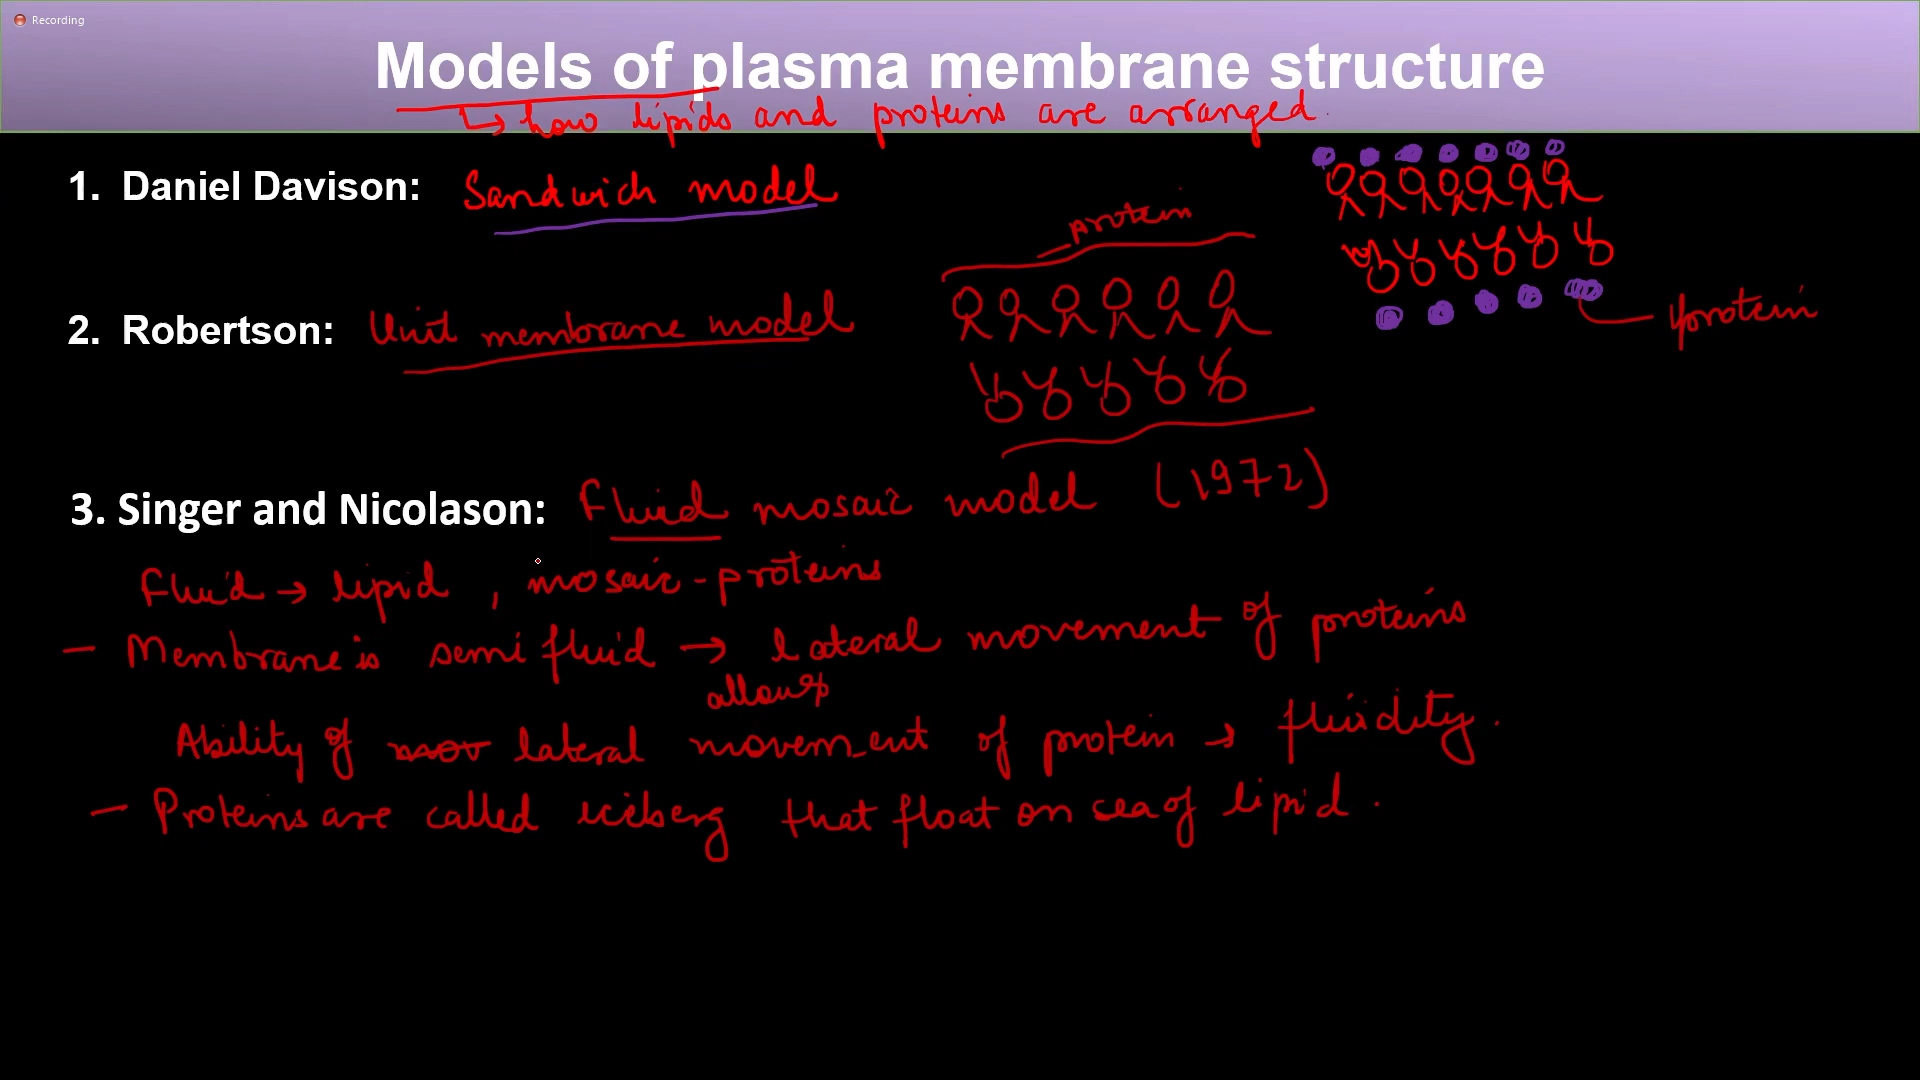 Recording
Models of plasma membrane structure
↳ how lipids and proteins are arranged.
1. Daniel Davison: Sandwich model
protein
2. Robertson: Unit membrane model
protein
3. Singer and Nicolason: Fluid mosaic model (1972)
Fluid → lipid , mosaic - proteins
– Membrane is semi fluid → lateral movement of proteins
allows
Ability of lateral movement of protein → fluidity.
– Proteins are called iceberg that float on sea of lipid.